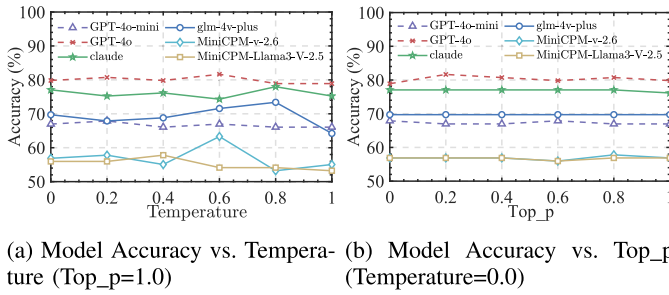 100
90
80
70
60
50
Accuracy (%)
GPT-4o-mini
GPT-4o
claude
glm-4v-plus
MiniCPM-v-2.6
MiniCPM-Llama3-V-2.5
0 0.2 0.4 0.6 0.8 1
Temperature
100
90
80
70
60
50
Accuracy (%)
GPT-4o-mini
GPT-4o
claude
glm-4v-plus
MiniCPM-v-2.6
MiniCPM-Llama3-V-2.5
0 0.2 0.4 0.6 0.8 1
Top_p
(a) Model Accuracy vs. Tempera-
ture (Top_p=1.0)
(b) Model Accuracy vs. Top_p
(Temperature=0.0)